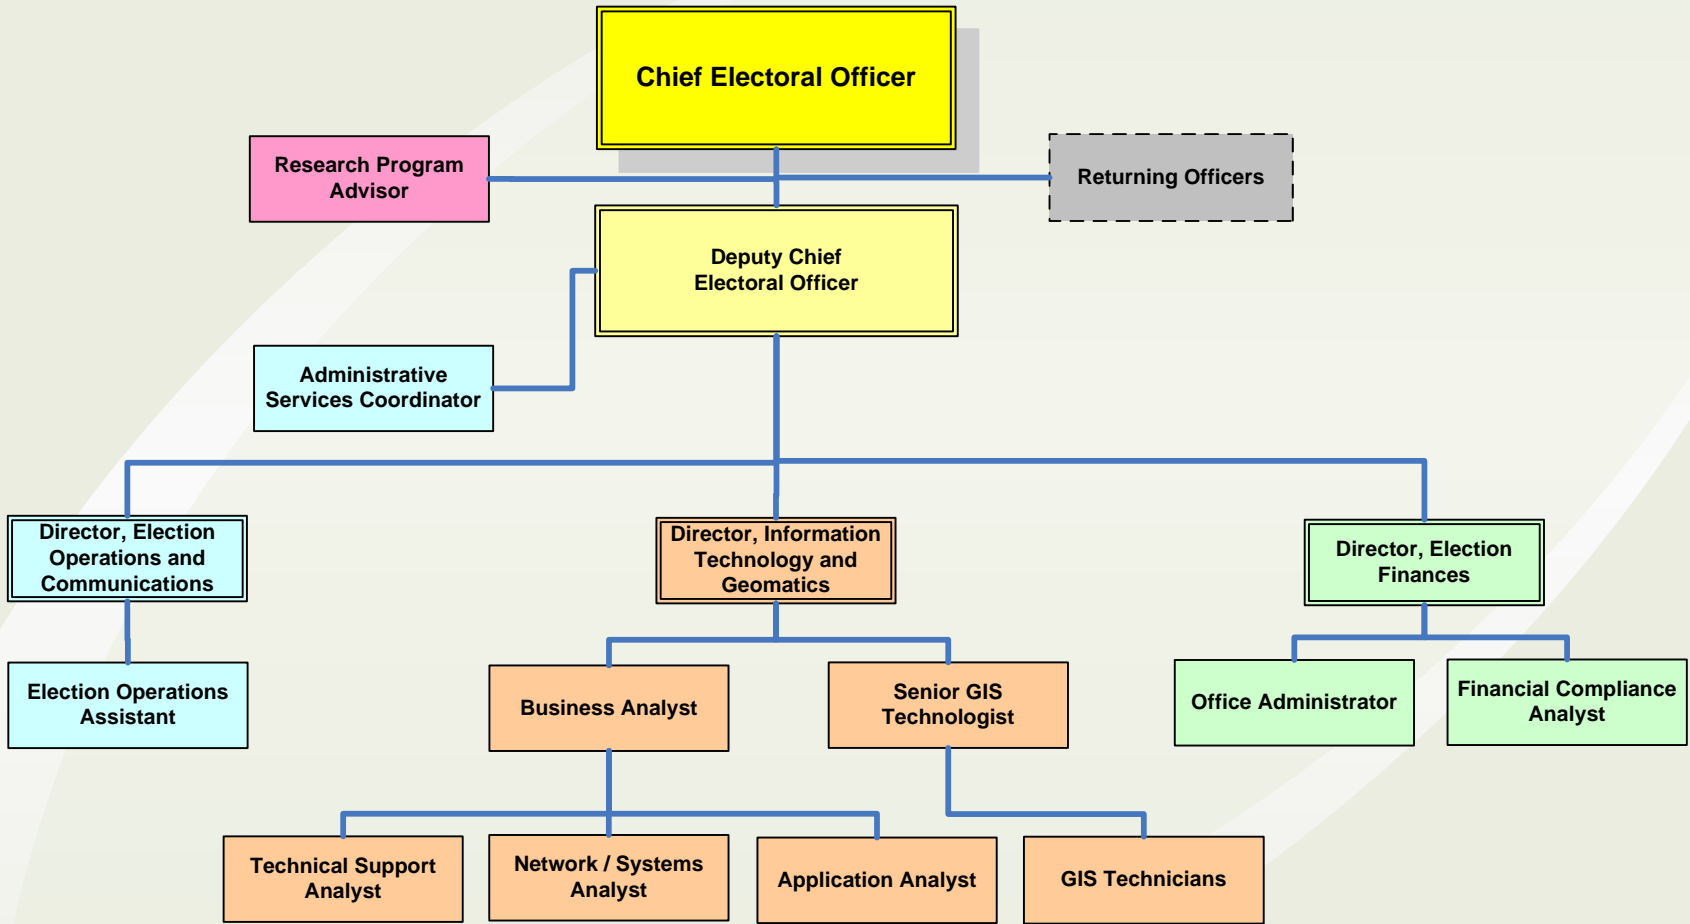 Chief Electoral Officer
Research Program
Advisor
Returning Officers
Deputy Chief
Electoral Officer
Administrative
Services Coordinator
Director, Election
Operations and
Communications
Director, Information
Technology and
Geomatics
Director, Election
Finances
Election Operations
Assistant
Business Analyst
Senior GIS
Technologist
Office Administrator
Financial Compliance
Analyst
Technical Support
Analyst
Network / Systems
Analyst
Application Analyst
GIS Technicians